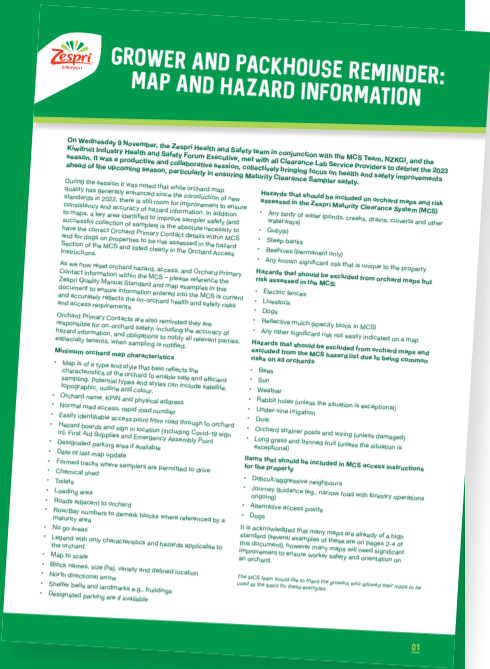 Zespri
KIWIFRUIT
GROWER AND PACKHOUSE REMINDER:
MAP AND HAZARD INFORMATION
On Wednesday 9 November, the Zespri Health and Safety team in conjunction with the MCS Team, NZKGI, and the
Kiwifruit Industry Health and Safety Forum Executive, met with all Clearance Lab Service Providers to debrief the 2023
season. It was a productive and collaborative session, collectively bringing focus on health and safety improvements
ahead of the upcoming season, particularly in ensuring Maturity Clearance Sampler safety.
During the session it was noted that while orchard map
quality has generally enhanced since the introduction of new
standards in 2022, there is still room for improvement to ensure
consistency and accuracy of hazard information. In addition
to maps, a key area identified to improve sampler safety (and
successful collection of samples) is the absolute necessity to
have the correct Orchard Primary Contact details within MCS
and for dogs on properties to be risk assessed in the hazard
Section of the MCS and listed clearly in the Orchard Access
Instructions.
As we now reset orchard hazard, access, and Orchard Primary
Contact information within the MCS – please reference the
Zespri Quality Manual Standard and map examples in this
document to ensure information entered into the MCS is current
and accurately reflects the on-orchard health and safety risks
and access requirements.
Orchard Primary Contacts are also reminded they are
responsible for on-orchard safety, including the accuracy of
hazard information, and obligations to notify all relevant parties,
especially tenants, when sampling is notified.
Minimum orchard map characteristics
• Map is of a type and style that best reflects the
characteristics of the orchard to enable safe and efficient
sampling. Potential types and styles can include satellite,
topographic, outline and colour.
• Orchard name, KPIN and physical address
• Normal road access, rapid road number
• Easily identifiable access point from road through to orchard
• Hazard boards and sign in location (including Covid-19 sign
in), First Aid Supplies and Emergency Assembly Point
• Designated parking area if available
• Date of last map update
• Formed tracks where samplers are permitted to drive
• Chemical shed
• Toilets
• Loading area
• Roads adjacent to orchard
• Row/Bay numbers to demark blocks where referenced by a
maturity area
• No go areas
• Legend with only characteristics and hazards applicable to
the orchard
• Map to scale
• Block names, size (ha), variety and defined location
• North directional arrow
• Shelter belts and landmarks e.g., buildings
• Designated parking are if available
Hazards that should be included on orchard maps and risk
assessed in the Zespri Maturity Clearance System (MCS)
• Any body of water (ponds, creeks, drains, culverts and other
waterways)
• Gully(s)
• Steep banks
• Beehives (permanent only)
• Any known significant risk that is unique to the property
Hazards that should be excluded from orchard maps but
risk assessed in the MCS:
• Electric fences
• Livestock
• Dogs
• Reflective mulch (specify block in MCS)
• Any other significant risk not easily indicated on a map
Hazards that should be excluded from orchard maps and
excluded from the MCS hazard list due to being common
risks on all orchards
• Bees
• Sun
• Weather
• Rabbit holes (unless the situation is exceptional)
• Under-vine irrigation
• Dust
• Orchard strainer posts and wiring (unless damaged)
• Long grass and thinned fruit (unless the situation is
exceptional)
Items that should be included in MCS access instructions
for the property
• Difficult/aggressive neighbours
• Journey guidance (eg., narrow road with forestry operations
ongoing)
• Alternative access points
• Dogs
It is acknowledged that many maps are already of a high
standard (several examples of these are on Pages 2-4 of
this document), however many maps will need significant
improvement to ensure worker safety and orientation on
an orchard.
The MCS team would like to thank the growers who allowed their maps to be
used as the basis for these examples.
01